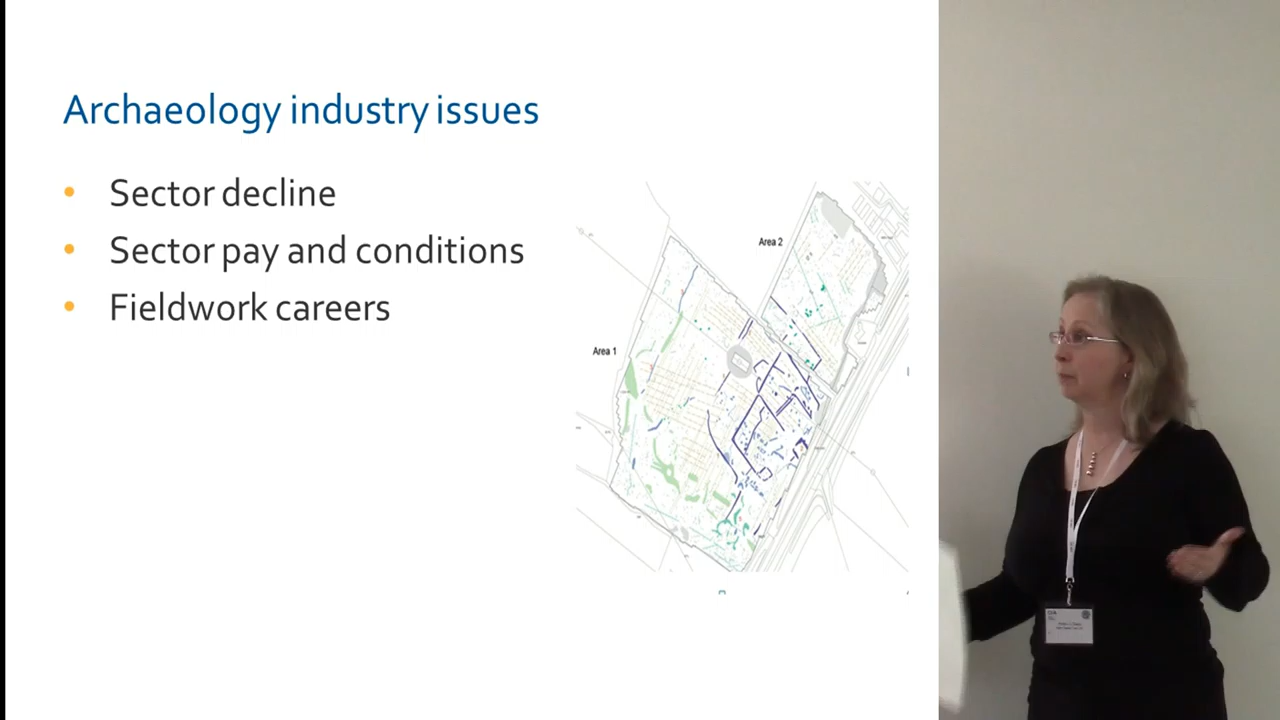 Archaeology industry issues
• Sector decline
• Sector pay and conditions
• Fieldwork careers
Area 2
Area 1